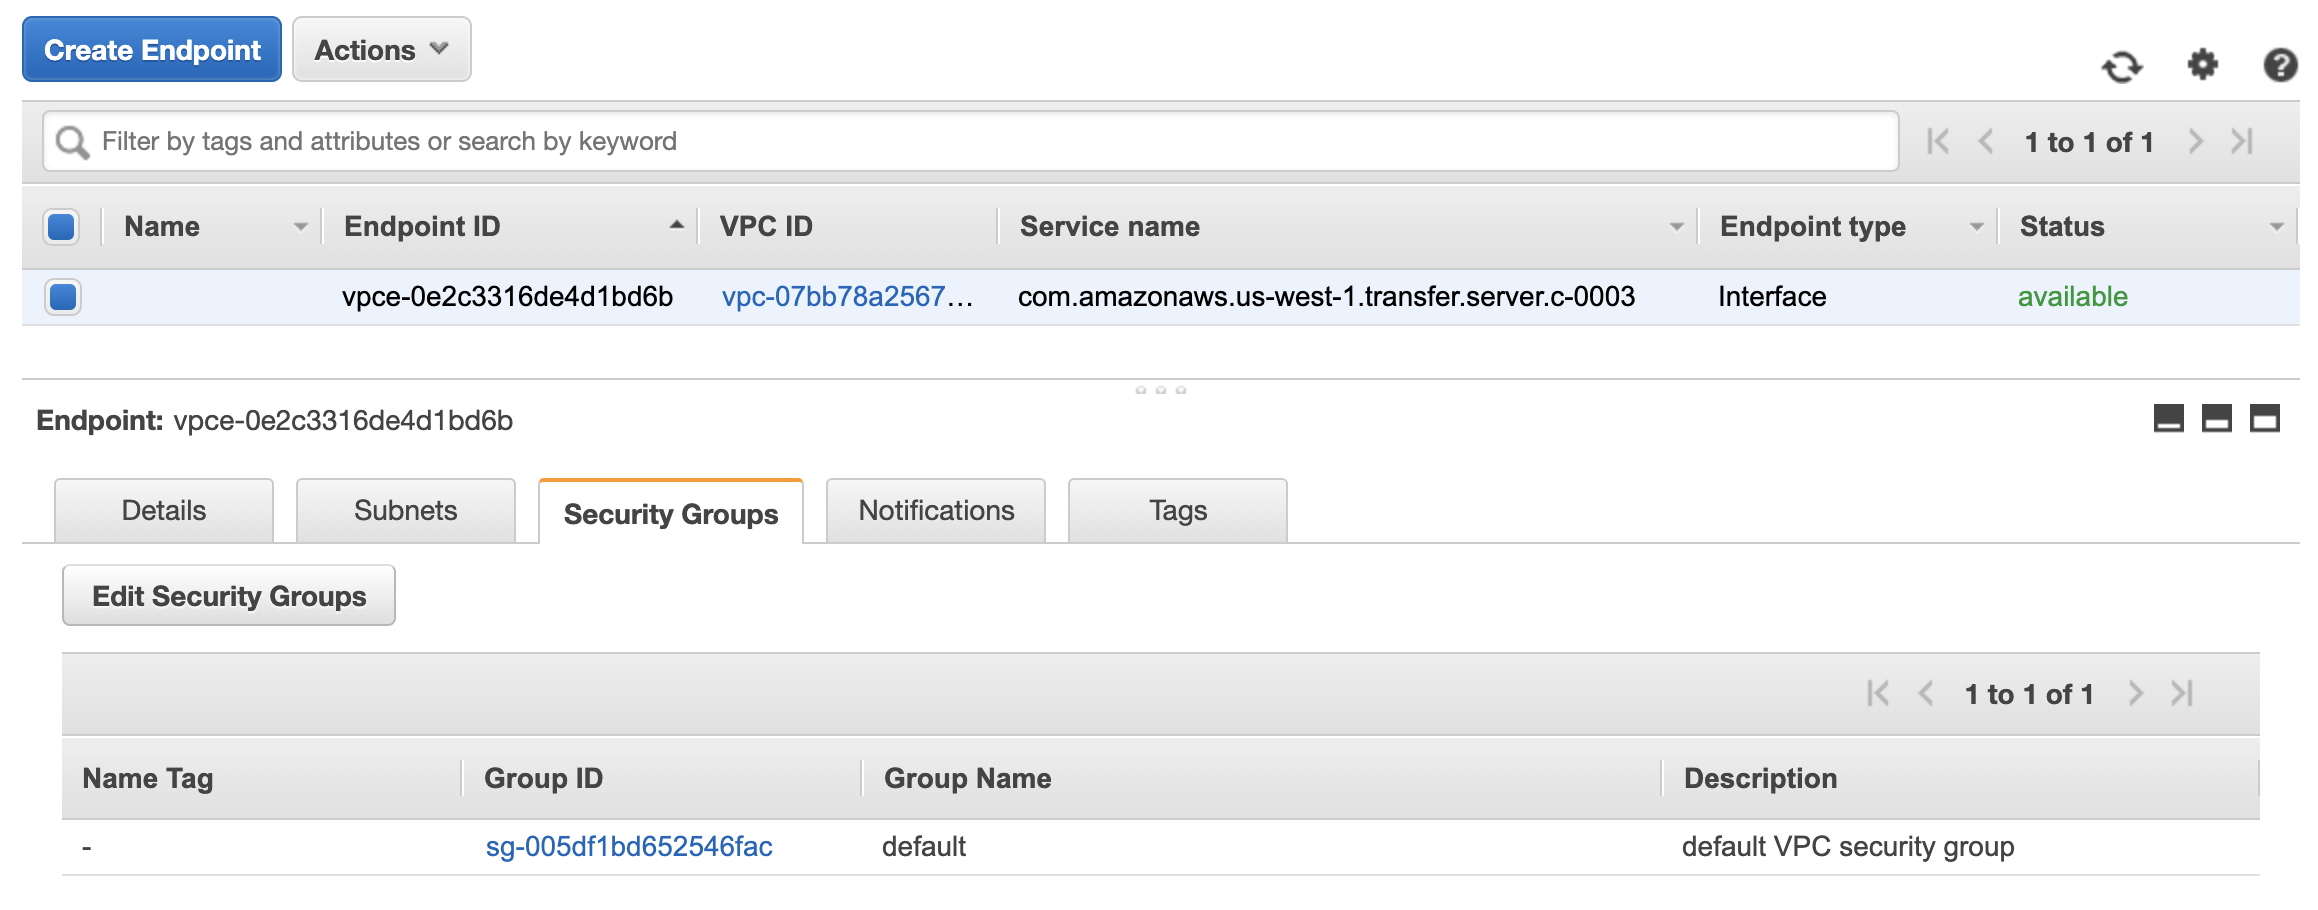 Create Endpoint Actions
Filter by tags and attributes or search by keyword 1 to 1 of 1
Name Endpoint ID VPC ID Service name Endpoint type Status
vpce-0e2c3316de4d1bd6b vpc-07bb78a2567... com.amazonaws.us-west-1.transfer.server.c-0003 Interface available
Endpoint: vpce-0e2c3316de4d1bd6b
Details Subnets Security Groups Notifications Tags
Edit Security Groups
1 to 1 of 1
Name Tag Group ID Group Name Description
- sg-005df1bd652546fac default default VPC security group